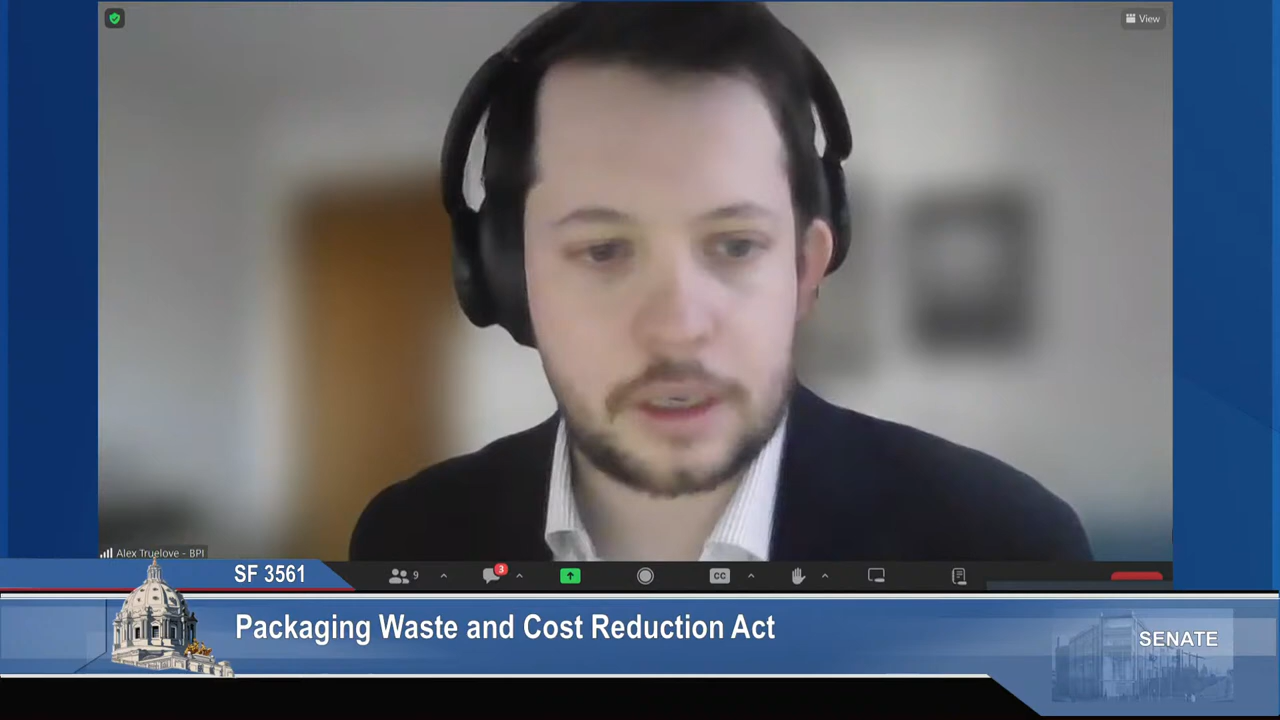 View
Alex Truelove - BPI
9
3
CC
SF 3561
Packaging Waste and Cost Reduction Act
SENATE